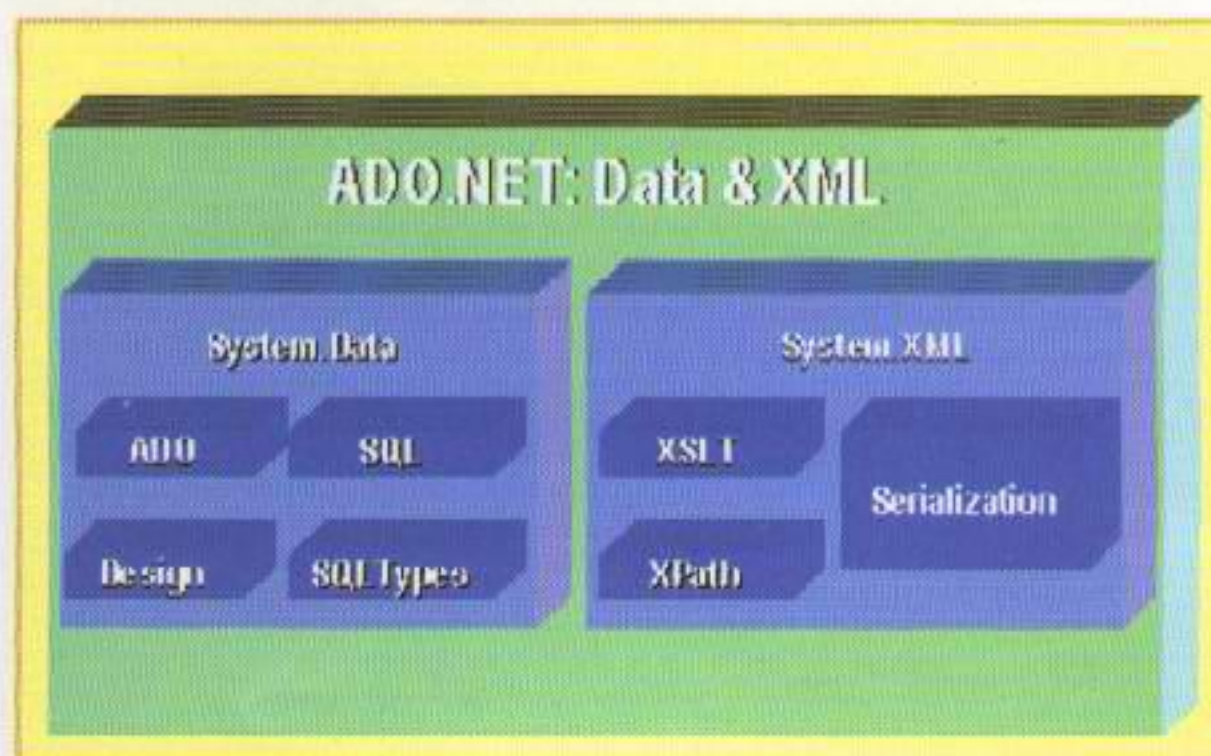 ADO.NET: Data & XML
System.Data
System.XML
ADO
SQL
XSLT
Serialization
Design
SQLTypes
XPath